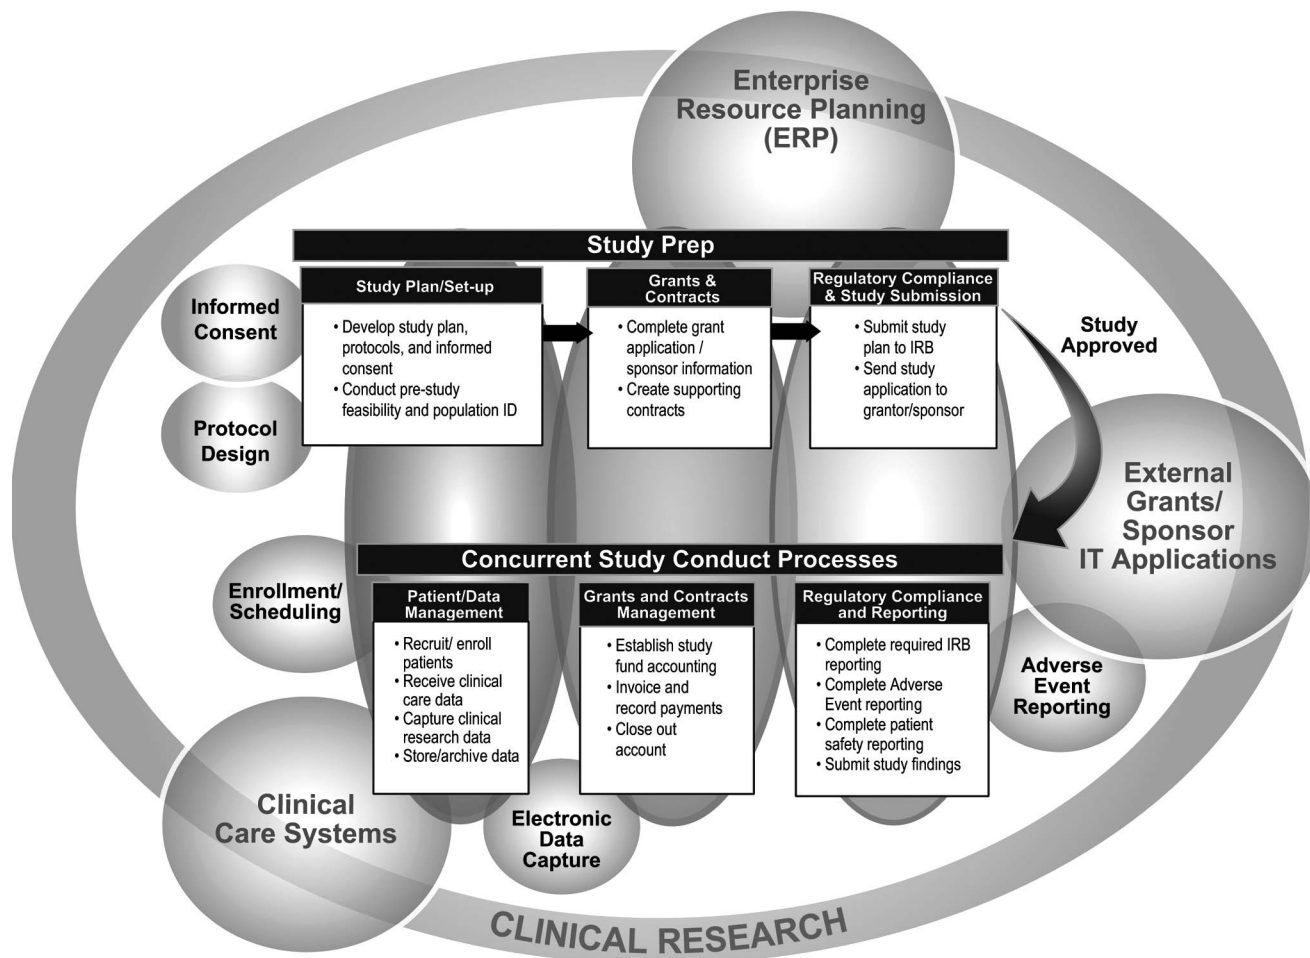 Enterprise
Resource Planning
(ERP)
Study Prep
Informed
Consent
Protocol
Design
Study Plan/Set-up
• Develop study plan,
protocols, and informed
consent
• Conduct pre-study
feasibility and population ID
Grants &
Contracts
• Complete grant
application /
sponsor information
• Create supporting
contracts
Regulatory Compliance
& Study Submission
• Submit study
plan to IRB
• Send study
application to
grantor/sponsor
Study
Approved
External
Grants/
Sponsor
IT Applications
Concurrent Study Conduct Processes
Enrollment/
Scheduling
Patient/Data
Management
• Recruit/ enroll
patients
• Receive clinical
care data
• Capture clinical
research data
• Store/archive data
Grants and Contracts
Management
• Establish study
fund accounting
• Invoice and
record payments
• Close out
account
Regulatory Compliance
and Reporting
• Complete required IRB
reporting
• Complete Adverse
Event reporting
• Complete patient
safety reporting
• Submit study findings
Adverse
Event
Reporting
Clinical
Care Systems
Electronic
Data
Capture
CLINICAL RESEARCH